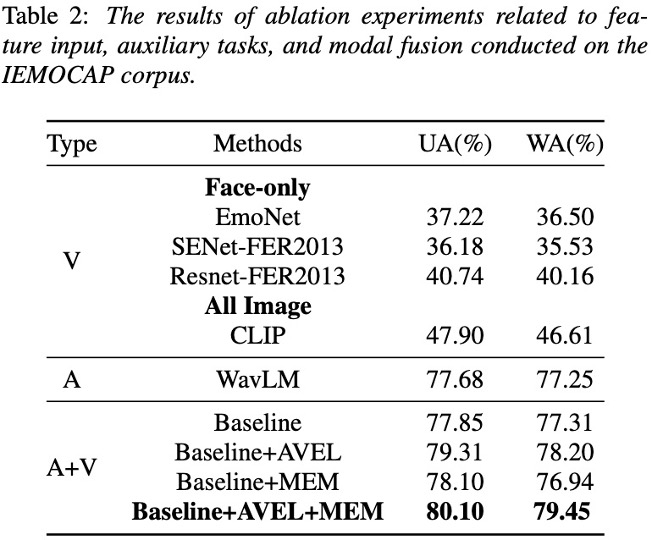 Table 2: The results of ablation experiments related to fea-
ture input, auxiliary tasks, and modal fusion conducted on the
IEMOCAP corpus.
Type Methods UA(%) WA(%)
V
Face-only
EmoNet 37.22 36.50
SENet-FER2013 36.18 35.53
Resnet-FER2013 40.74 40.16
All Image
CLIP 47.90 46.61
A WavLM 77.68 77.25
A+V
Baseline 77.85 77.31
Baseline+AVEL 79.31 78.20
Baseline+MEM 78.10 76.94
Baseline+AVEL+MEM 80.10 79.45